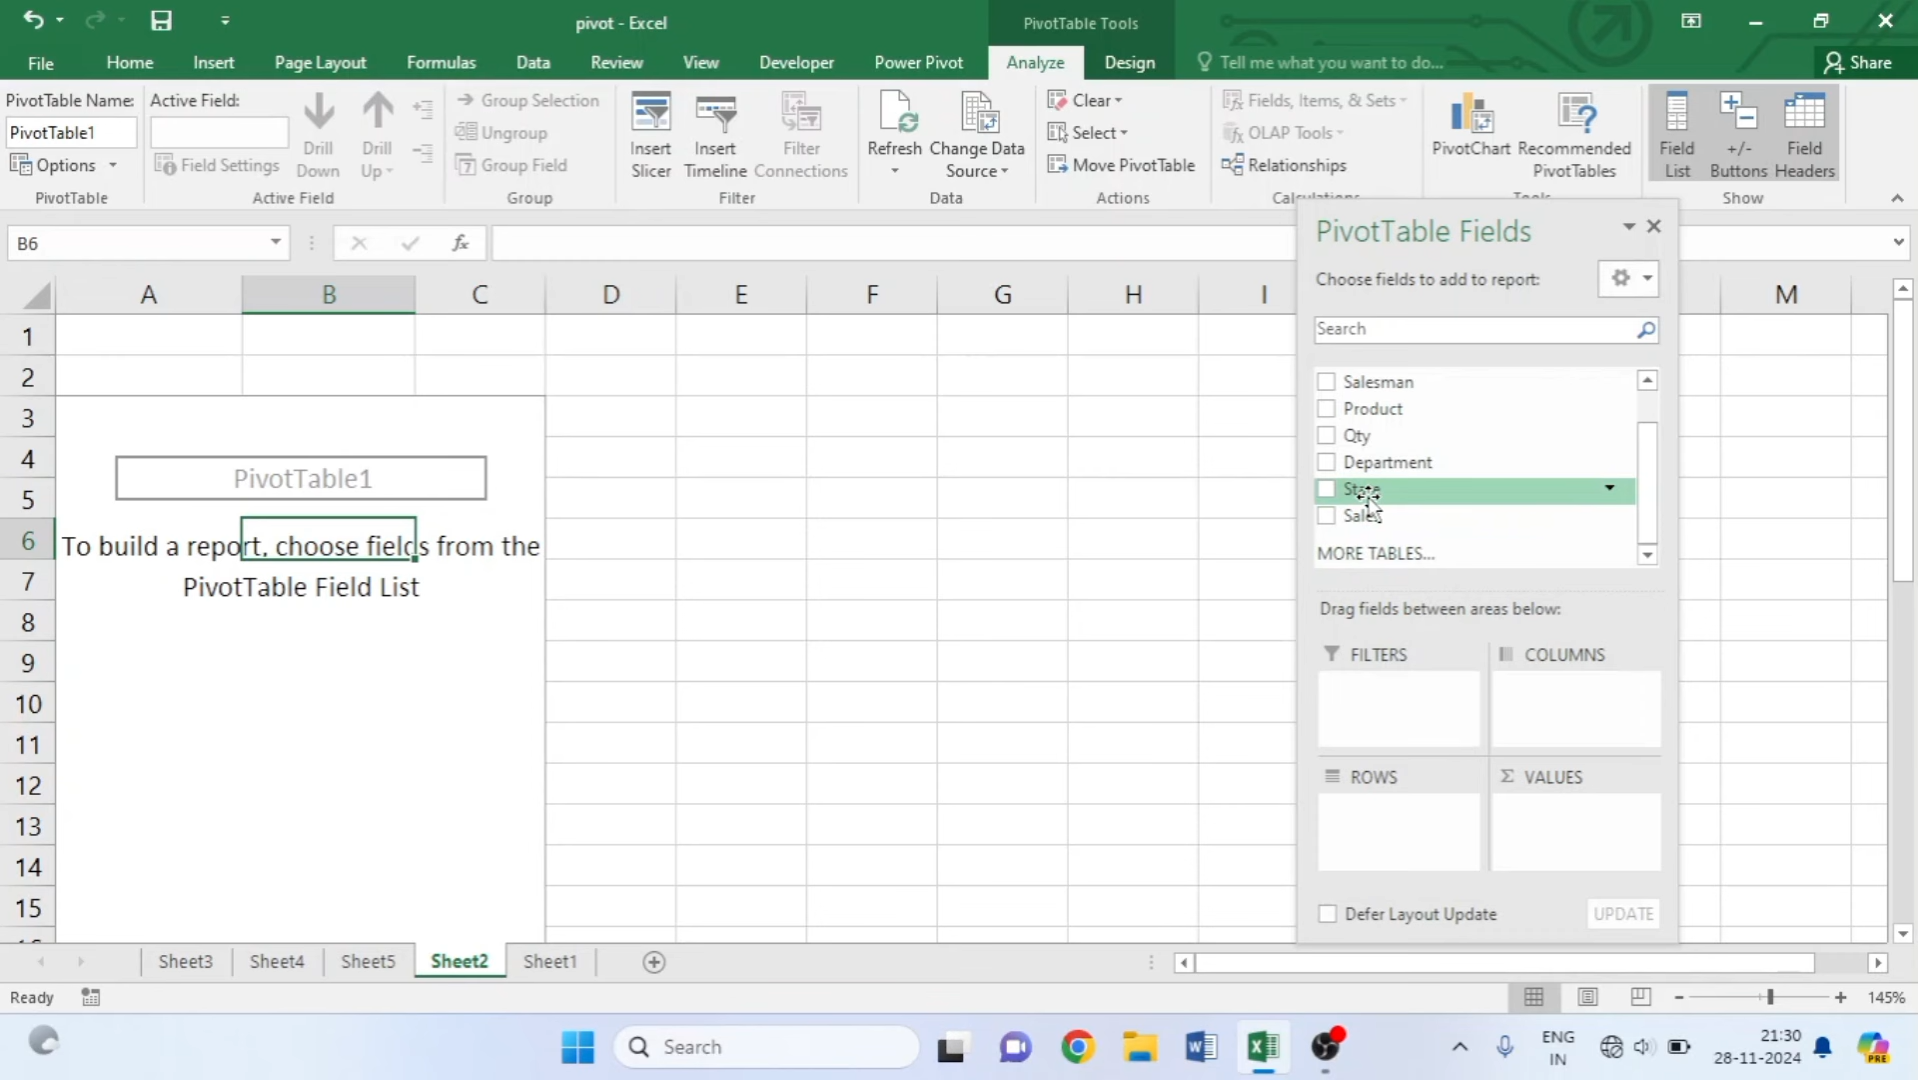 pivot - Excel
PivotTable Tools
File
Home
Insert
Page Layout
Formulas
Data
Review
View
Developer
Power Pivot
Analyze
Design
Tell me what you want to do...
Share
PivotTable Name:
PivotTable1
Options
PivotTable
Active Field:
Field Settings
Drill Down
Drill Up
Active Field
Group Selection
Ungroup
Group Field
Group
Insert Slicer
Insert Timeline
Filter Connections
Filter
Refresh
Change Data Source
Data
Clear
Select
Move PivotTable
Actions
Fields, Items, & Sets
OLAP Tools
Relationships
PivotChart
Recommended PivotTables
Field List
+/- Buttons
Field Headers
Show
B6
fx
A B C D E F G H I M
1
2
3
4
5
6
7
8
9
10
11
12
13
14
15
PivotTable1
To build a report, choose fields from the
PivotTable Field List
PivotTable Fields
Choose fields to add to report:
Search
Salesman
Product
Qty
Department
State
Sales
MORE TABLES...
Drag fields between areas below:
FILTERS
COLUMNS
ROWS
Σ VALUES
Defer Layout Update
UPDATE
Sheet3
Sheet4
Sheet5
Sheet2
Sheet1
Ready
145%
Search
ENG
IN
21:30
28-11-2024
PRE